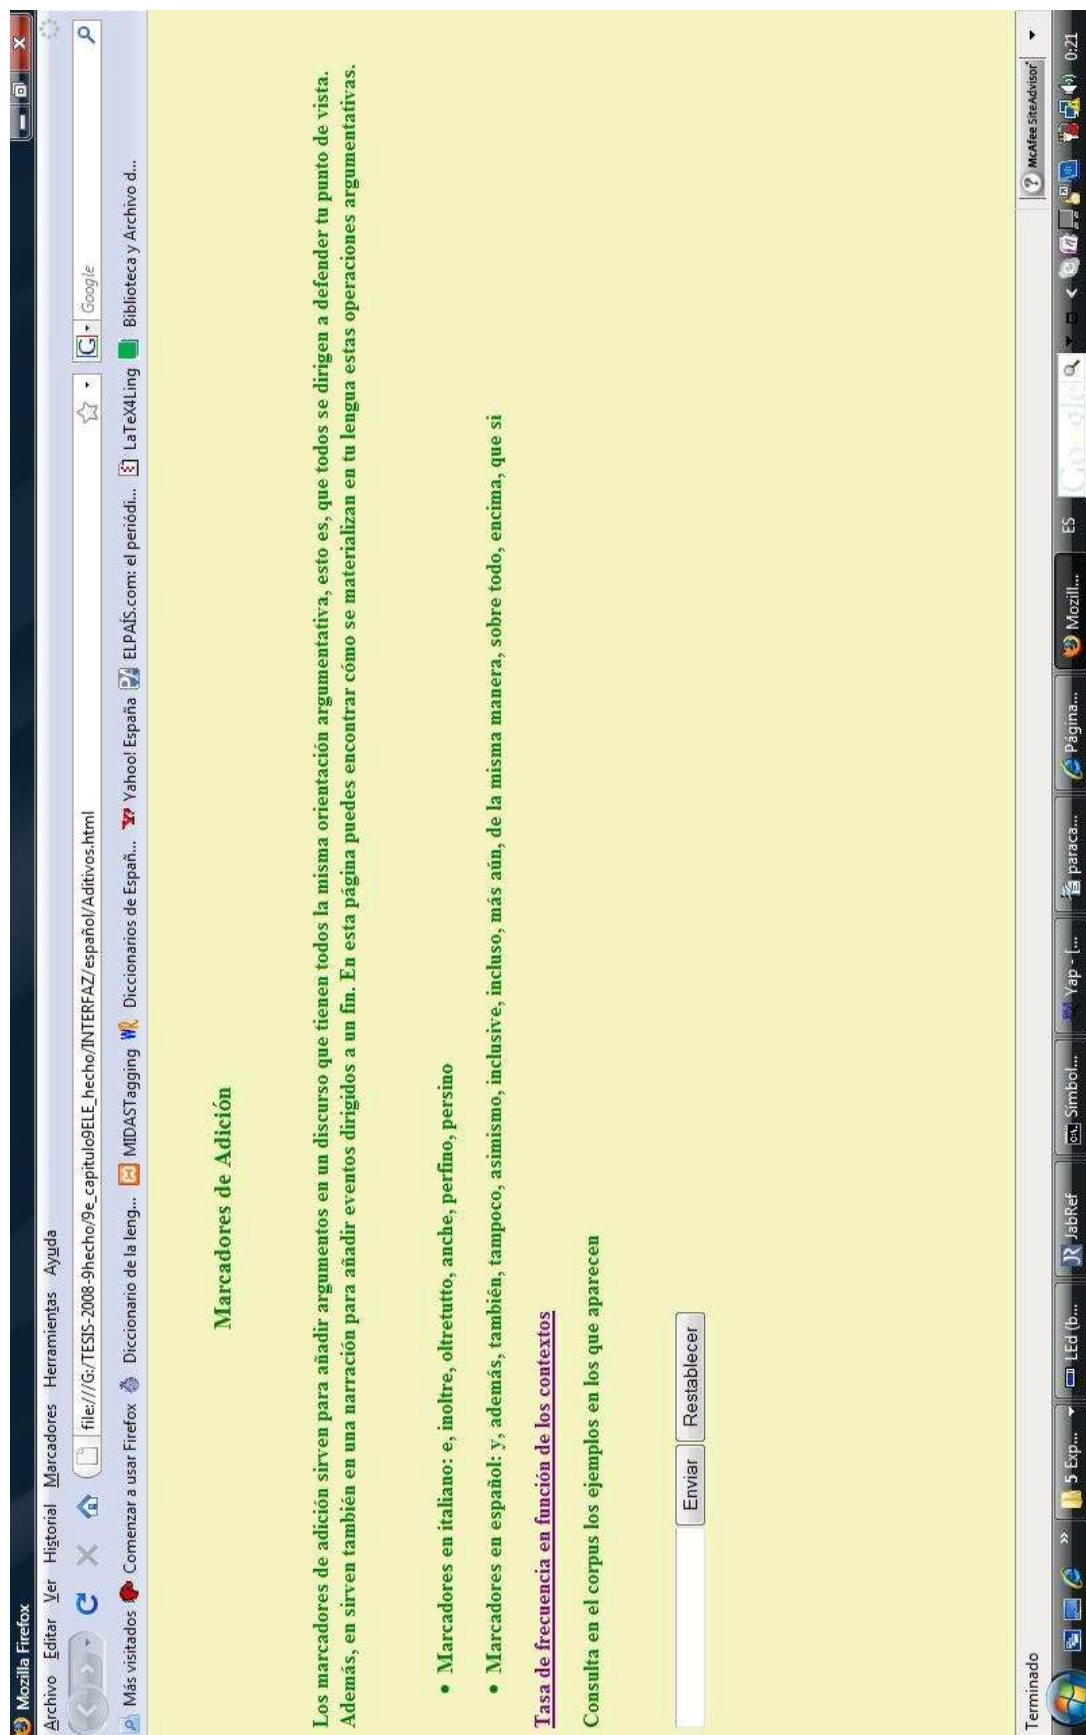 Mozilla Firefox
Archivo Editar Ver Historial Marcadores Herramientas Ayuda
file:///G:/TESIS-2008-9hecho/9e_capitulo9ELE_hecho/INTERFAZ/español/Aditivos.html
G Google
Más visitados Comenzar a usar Firefox Diccionario de la leng... MIDASTagging WR Diccionarios de Españ... Yahoo! España ELPAÍS.com: el periódi... LaTeX4Ling Biblioteca y Archivo d...
Marcadores de Adición
Los marcadores de adición sirven para añadir argumentos en un discurso que tienen todos la misma orientación argumentativa, esto es, que todos se dirigen a defender tu punto de vista.
Además, en sirven también en una narración para añadir eventos dirigidos a un fin. En esta página puedes encontrar cómo se materializan en tu lengua estas operaciones argumentativas.
• Marcadores en italiano: e, inoltre, oltretutto, anche, perfino, persino
• Marcadores en español: y, además, también, tampoco, asimismo, inclusive, incluso, más aún, de la misma manera, sobre todo, encima, que si
Tasa de frecuencia en función de los contextos
Consulta en el corpus los ejemplos en los que aparecen
Enviar Restablecer
Terminado
McAfee SiteAdvisor
5 Exp... LEd (b... JabRef Símbol... Yap - [... paraca... Página... Mozill... ES Google 0:21